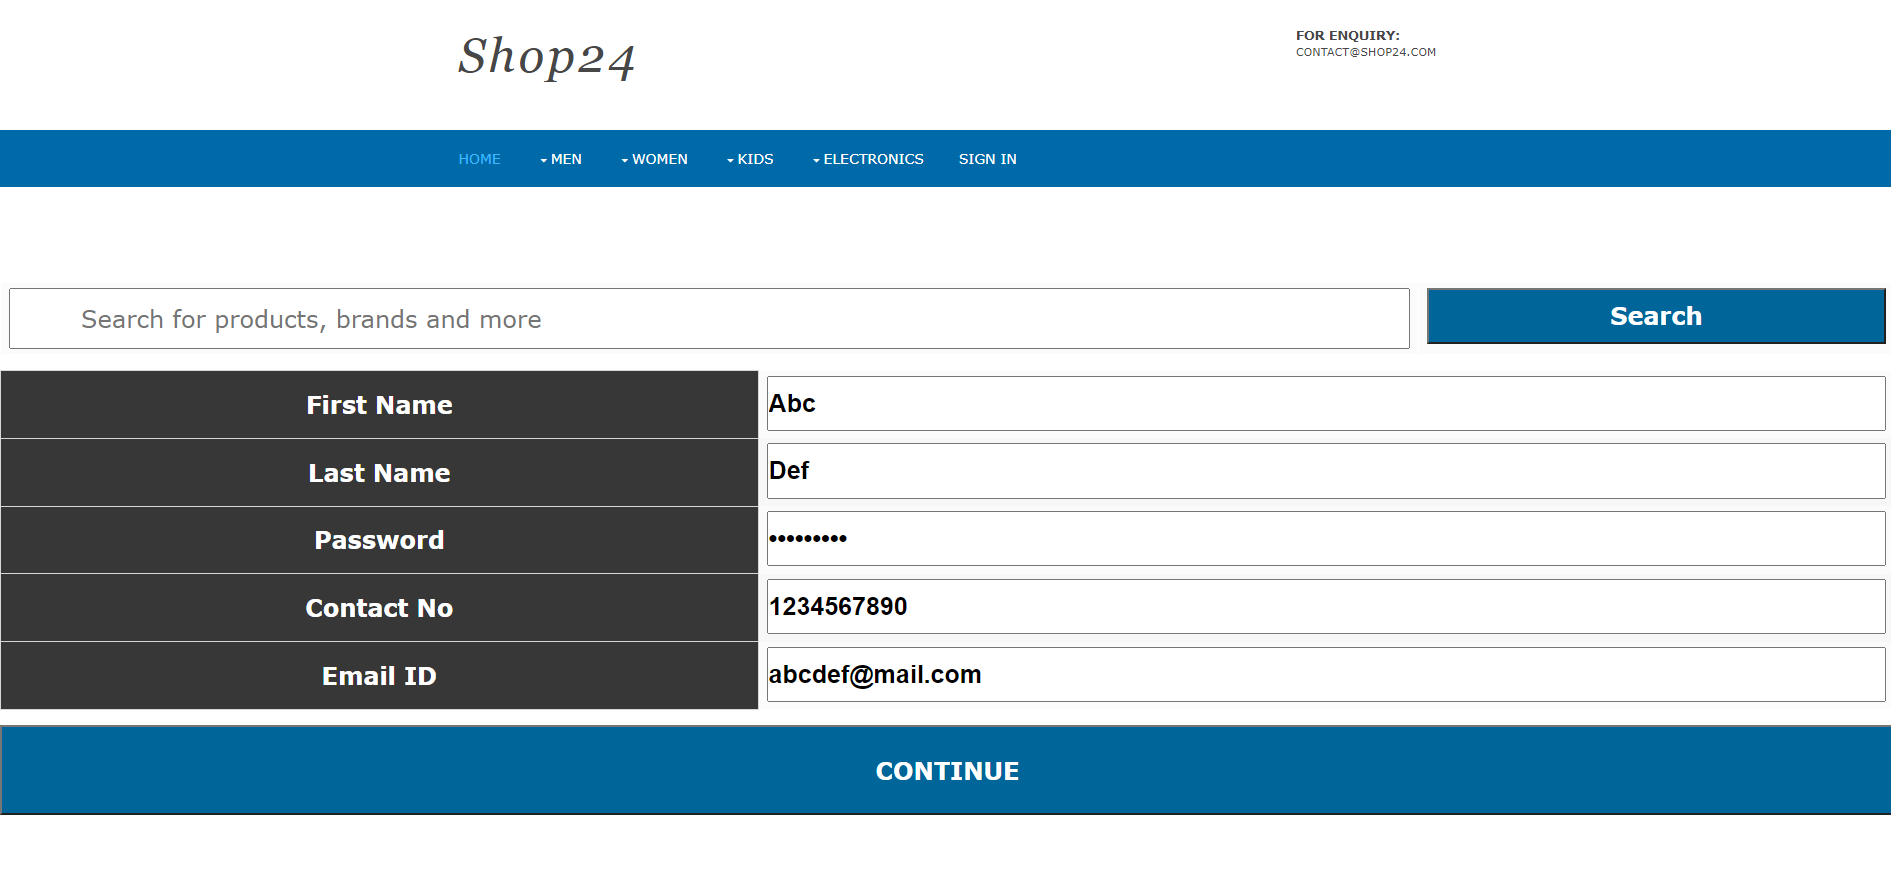 Shop24
FOR ENQUIRY:
CONTACT@SHOP24.COM
HOME MEN WOMEN KIDS ELECTRONICS SIGN IN
Search for products, brands and more Search
First Name Abc
Last Name Def
Password •••••••••
Contact No 1234567890
Email ID abcdef@mail.com
CONTINUE